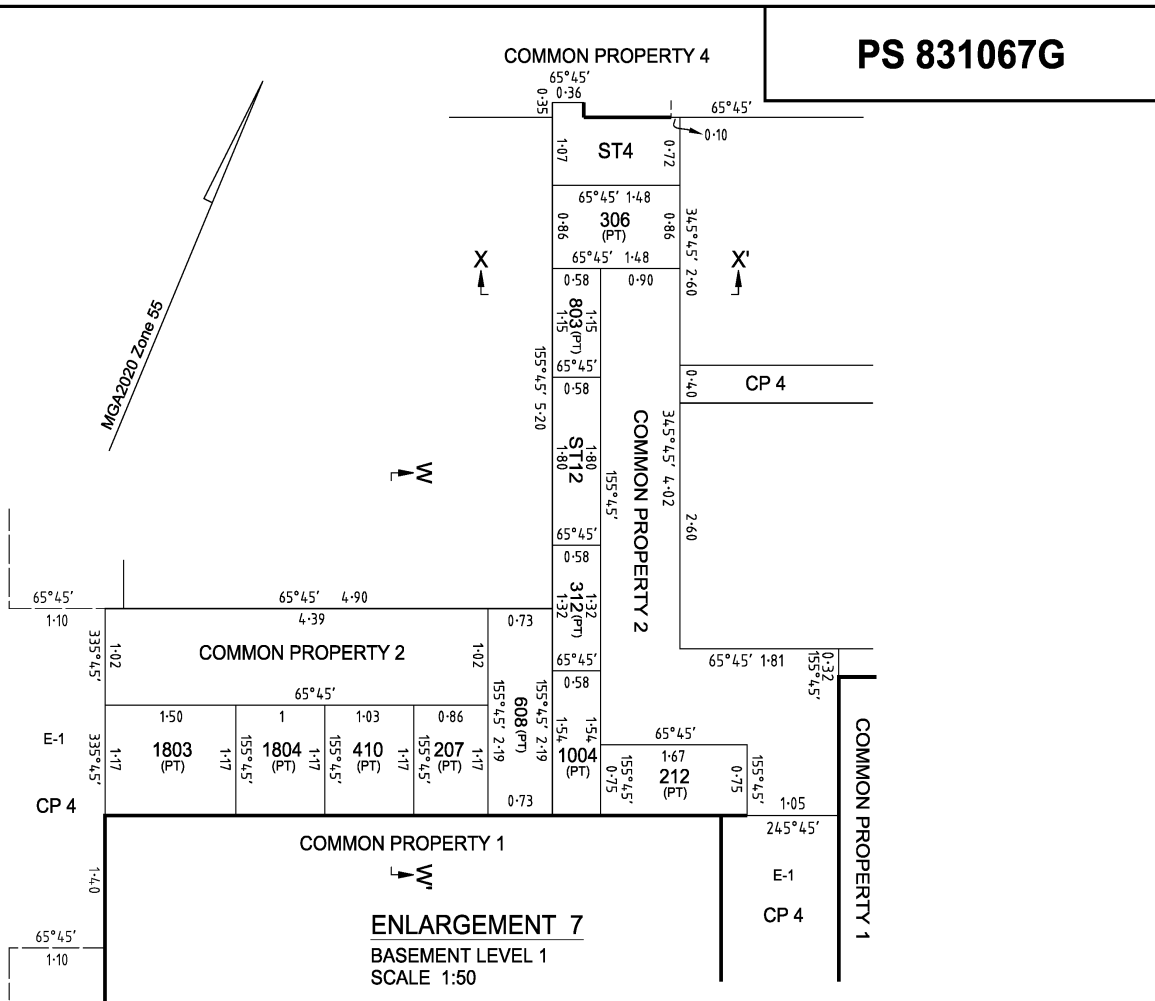 PS 831067G
COMMON PROPERTY 4
65°45'
0·36
0·35
65°45'
0·10
1·07
ST4
0·72
65°45' 1·48
0·86
306
(PT)
0·86
345°45' 2·60
65°45' 1·48
X
X'
0·58
0·90
1·15
803(PT)
1·15
MGA2020 Zone 55
155°45' 5·20
65°45'
0·58
0·40
CP 4
1·80
ST12
1·80
155°45'
COMMON PROPERTY 2
345°45' 4·02
2·60
W
65°45'
0·58
1·32
312(PT)
1·32
65°45'
1·10
65°45' 4·90
4·39
0·73
335°45'
1·02
COMMON PROPERTY 2
1·02
65°45'
0·58
65°45' 1·81
0·32
155°45'
65°45'
155°45' 2·19
608(PT)
155°45' 2·19
1·54
1004
(PT)
1·54
E-1
335°45'
1·17
1·50
1803
(PT)
155°45'
1
1804
(PT)
1·17
155°45'
1·03
410
(PT)
1·17
155°45'
0·86
207
(PT)
1·17
65°45'
1·67
0·75
155°45'
212
(PT)
0·75
155°45'
COMMON PROPERTY 1
CP 4
0·73
1·05
245°45'
COMMON PROPERTY 1
W'
1·40
E-1
CP 4
65°45'
1·10
ENLARGEMENT 7
BASEMENT LEVEL 1
SCALE 1:50